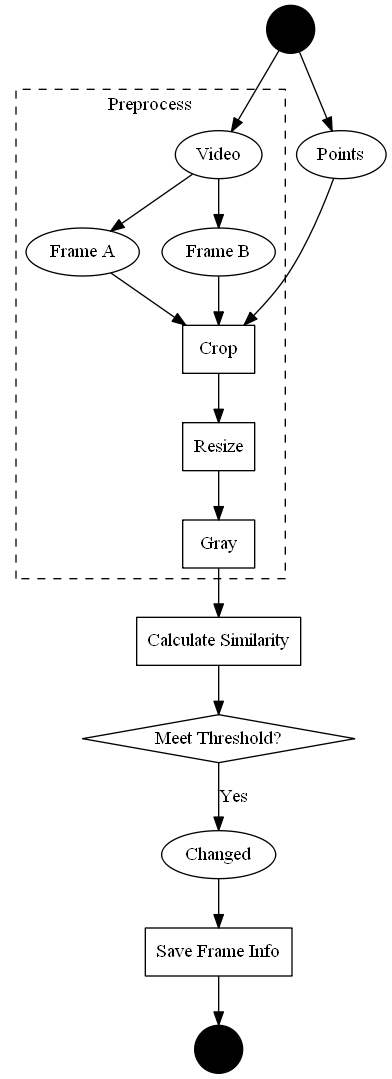 Preprocess
Video
Points
Frame A
Frame B
Crop
Resize
Gray
Calculate Similarity
Meet Threshold?
Yes
Changed
Save Frame Info